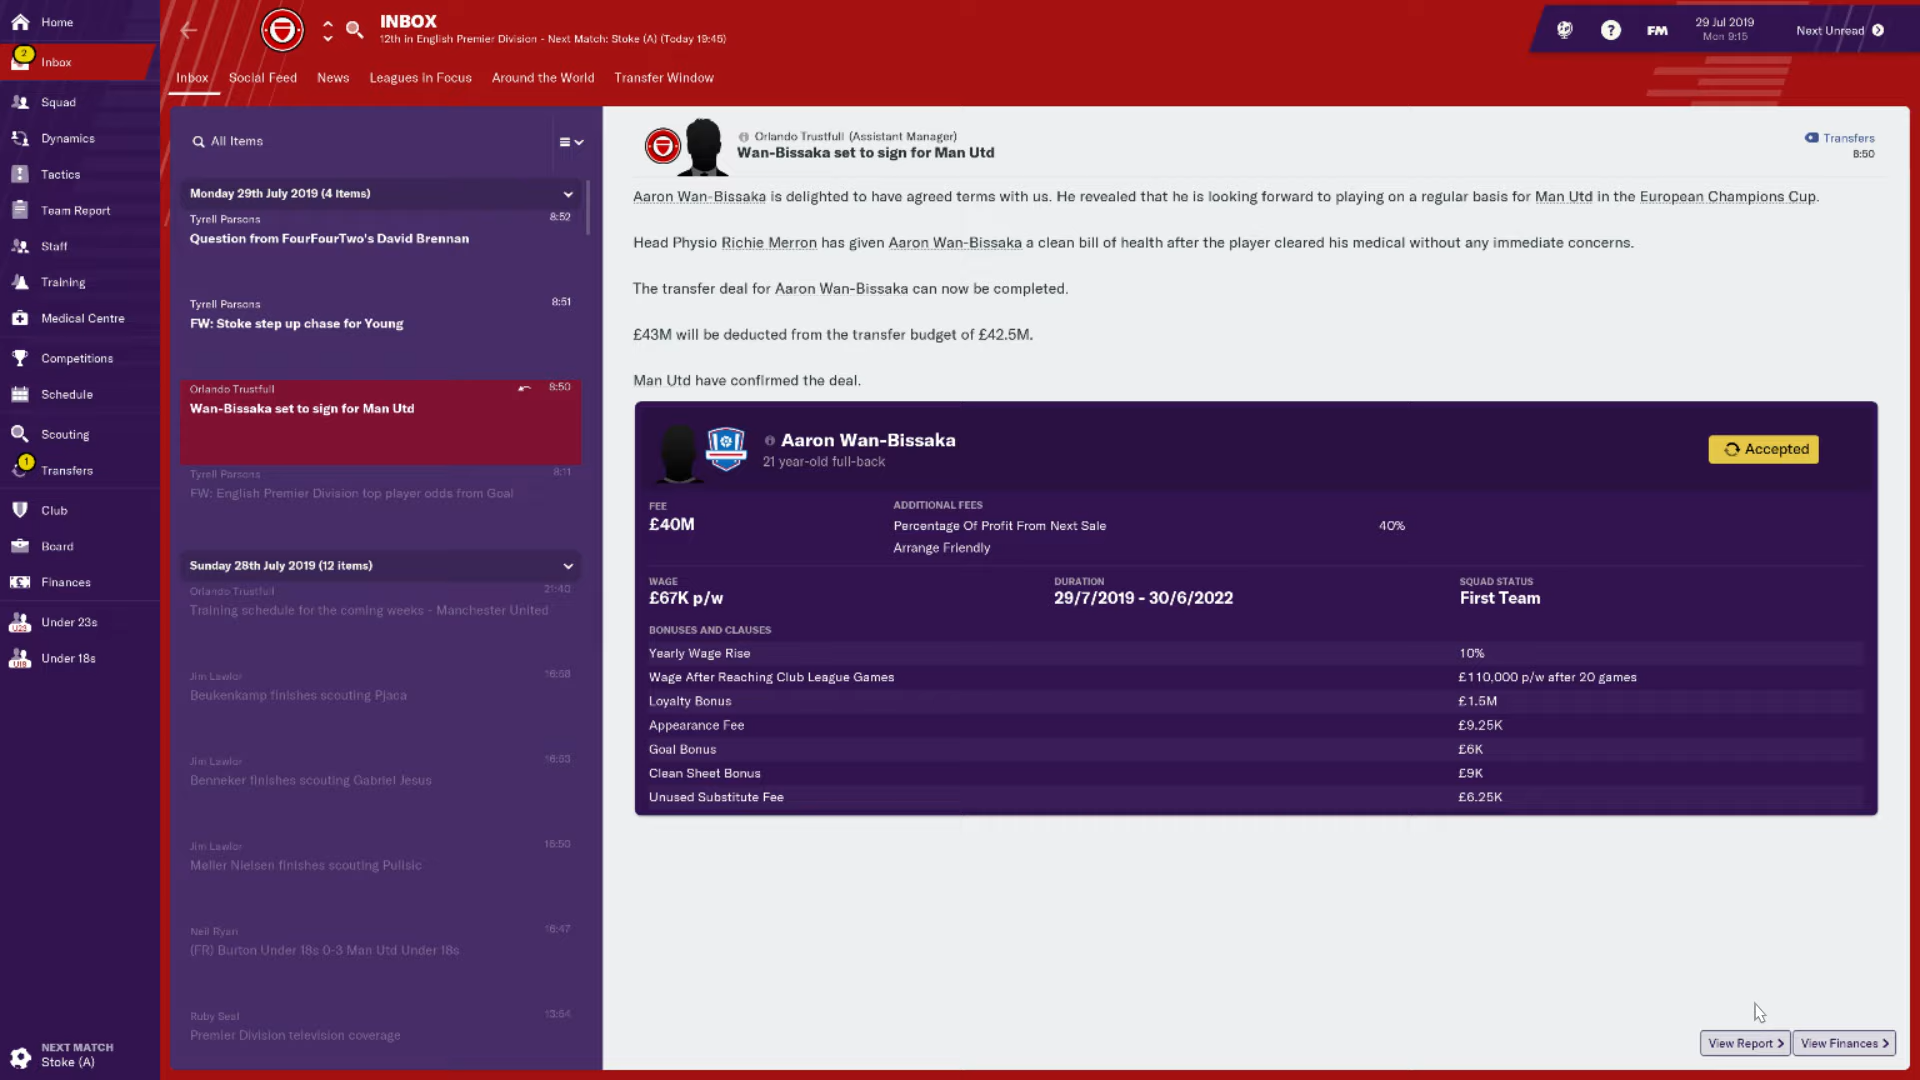 Home
2
Inbox
Squad
Dynamics
Tactics
Team Report
Staff
Training
Medical Centre
Competitions
Schedule
Scouting
1
Transfers
Club
Board
Finances
U23
Under 23s
U18
Under 18s
NEXT MATCH
Stoke (A)
INBOX
12th in English Premier Division - Next Match: Stoke (A) (Today 19:45)
FM
29 Jul 2019
Mon 9:15
Next Unread
Inbox Social Feed News Leagues In Focus Around the World Transfer Window
All Items
Monday 29th July 2019 (4 Items)
Tyrell Parsons 8:52
Question from FourFourTwo's David Brennan
Tyrell Parsons 8:51
FW: Stoke step up chase for Young
Orlando Trustfull 8:50
Wan-Bissaka set to sign for Man Utd
Tyrell Parsons 8:11
FW: English Premier Division top player odds from Goal
Sunday 28th July 2019 (12 items)
Orlando Trustfull 21:40
Training schedule for the coming weeks - Manchester United
Jim Lawlor 16:58
Beukenkamp finishes scouting Pjaca
Jim Lawlor 16:53
Benneker finishes scouting Gabriel Jesus
Jim Lawlor 16:50
Møller Nielsen finishes scouting Pulisic
Neil Ryan 16:47
(FR) Burton Under 18s 0-3 Man Utd Under 18s
Ruby Seal 13:54
Premier Division television coverage
Orlando Trustfull (Assistant Manager)
Wan-Bissaka set to sign for Man Utd
Transfers
8:50
Aaron Wan-Bissaka is delighted to have agreed terms with us. He revealed that he is looking forward to playing on a regular basis for Man Utd in the European Champions Cup.
Head Physio Richie Merron has given Aaron Wan-Bissaka a clean bill of health after the player cleared his medical without any immediate concerns.
The transfer deal for Aaron Wan-Bissaka can now be completed.
£43M will be deducted from the transfer budget of £42.5M.
Man Utd have confirmed the deal.
Aaron Wan-Bissaka
21 year-old full-back
Accepted
FEE
£40M
ADDITIONAL FEES
Percentage Of Profit From Next Sale 40%
Arrange Friendly
WAGE
£67K p/w
DURATION
29/7/2019 - 30/6/2022
SQUAD STATUS
First Team
BONUSES AND CLAUSES
Yearly Wage Rise 10%
Wage After Reaching Club League Games £110,000 p/w after 20 games
Loyalty Bonus £1.5M
Appearance Fee £9.25K
Goal Bonus £6K
Clean Sheet Bonus £9K
Unused Substitute Fee £6.25K
View Report
View Finances